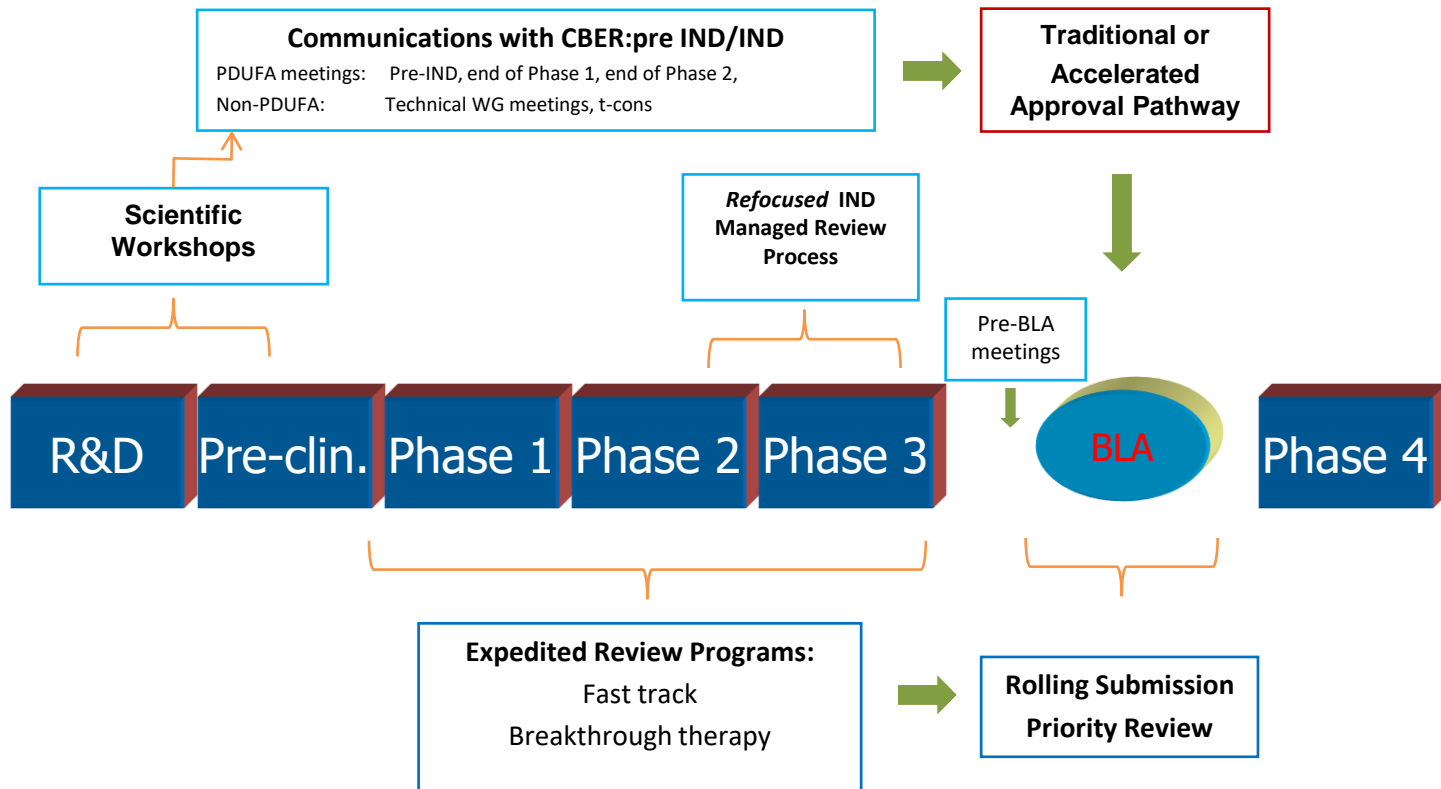 Communications with CBER:pre IND/IND
PDUFA meetings: Pre-IND, end of Phase 1, end of Phase 2,
Non-PDUFA: Technical WG meetings, t-cons
Traditional or
Accelerated
Approval Pathway
Scientific
Workshops
Refocused IND
Managed Review
Process
Pre-BLA
meetings
R&D
Pre-clin.
Phase 1
Phase 2
Phase 3
BLA
Phase 4
Expedited Review Programs:
Fast track
Breakthrough therapy
Rolling Submission
Priority Review